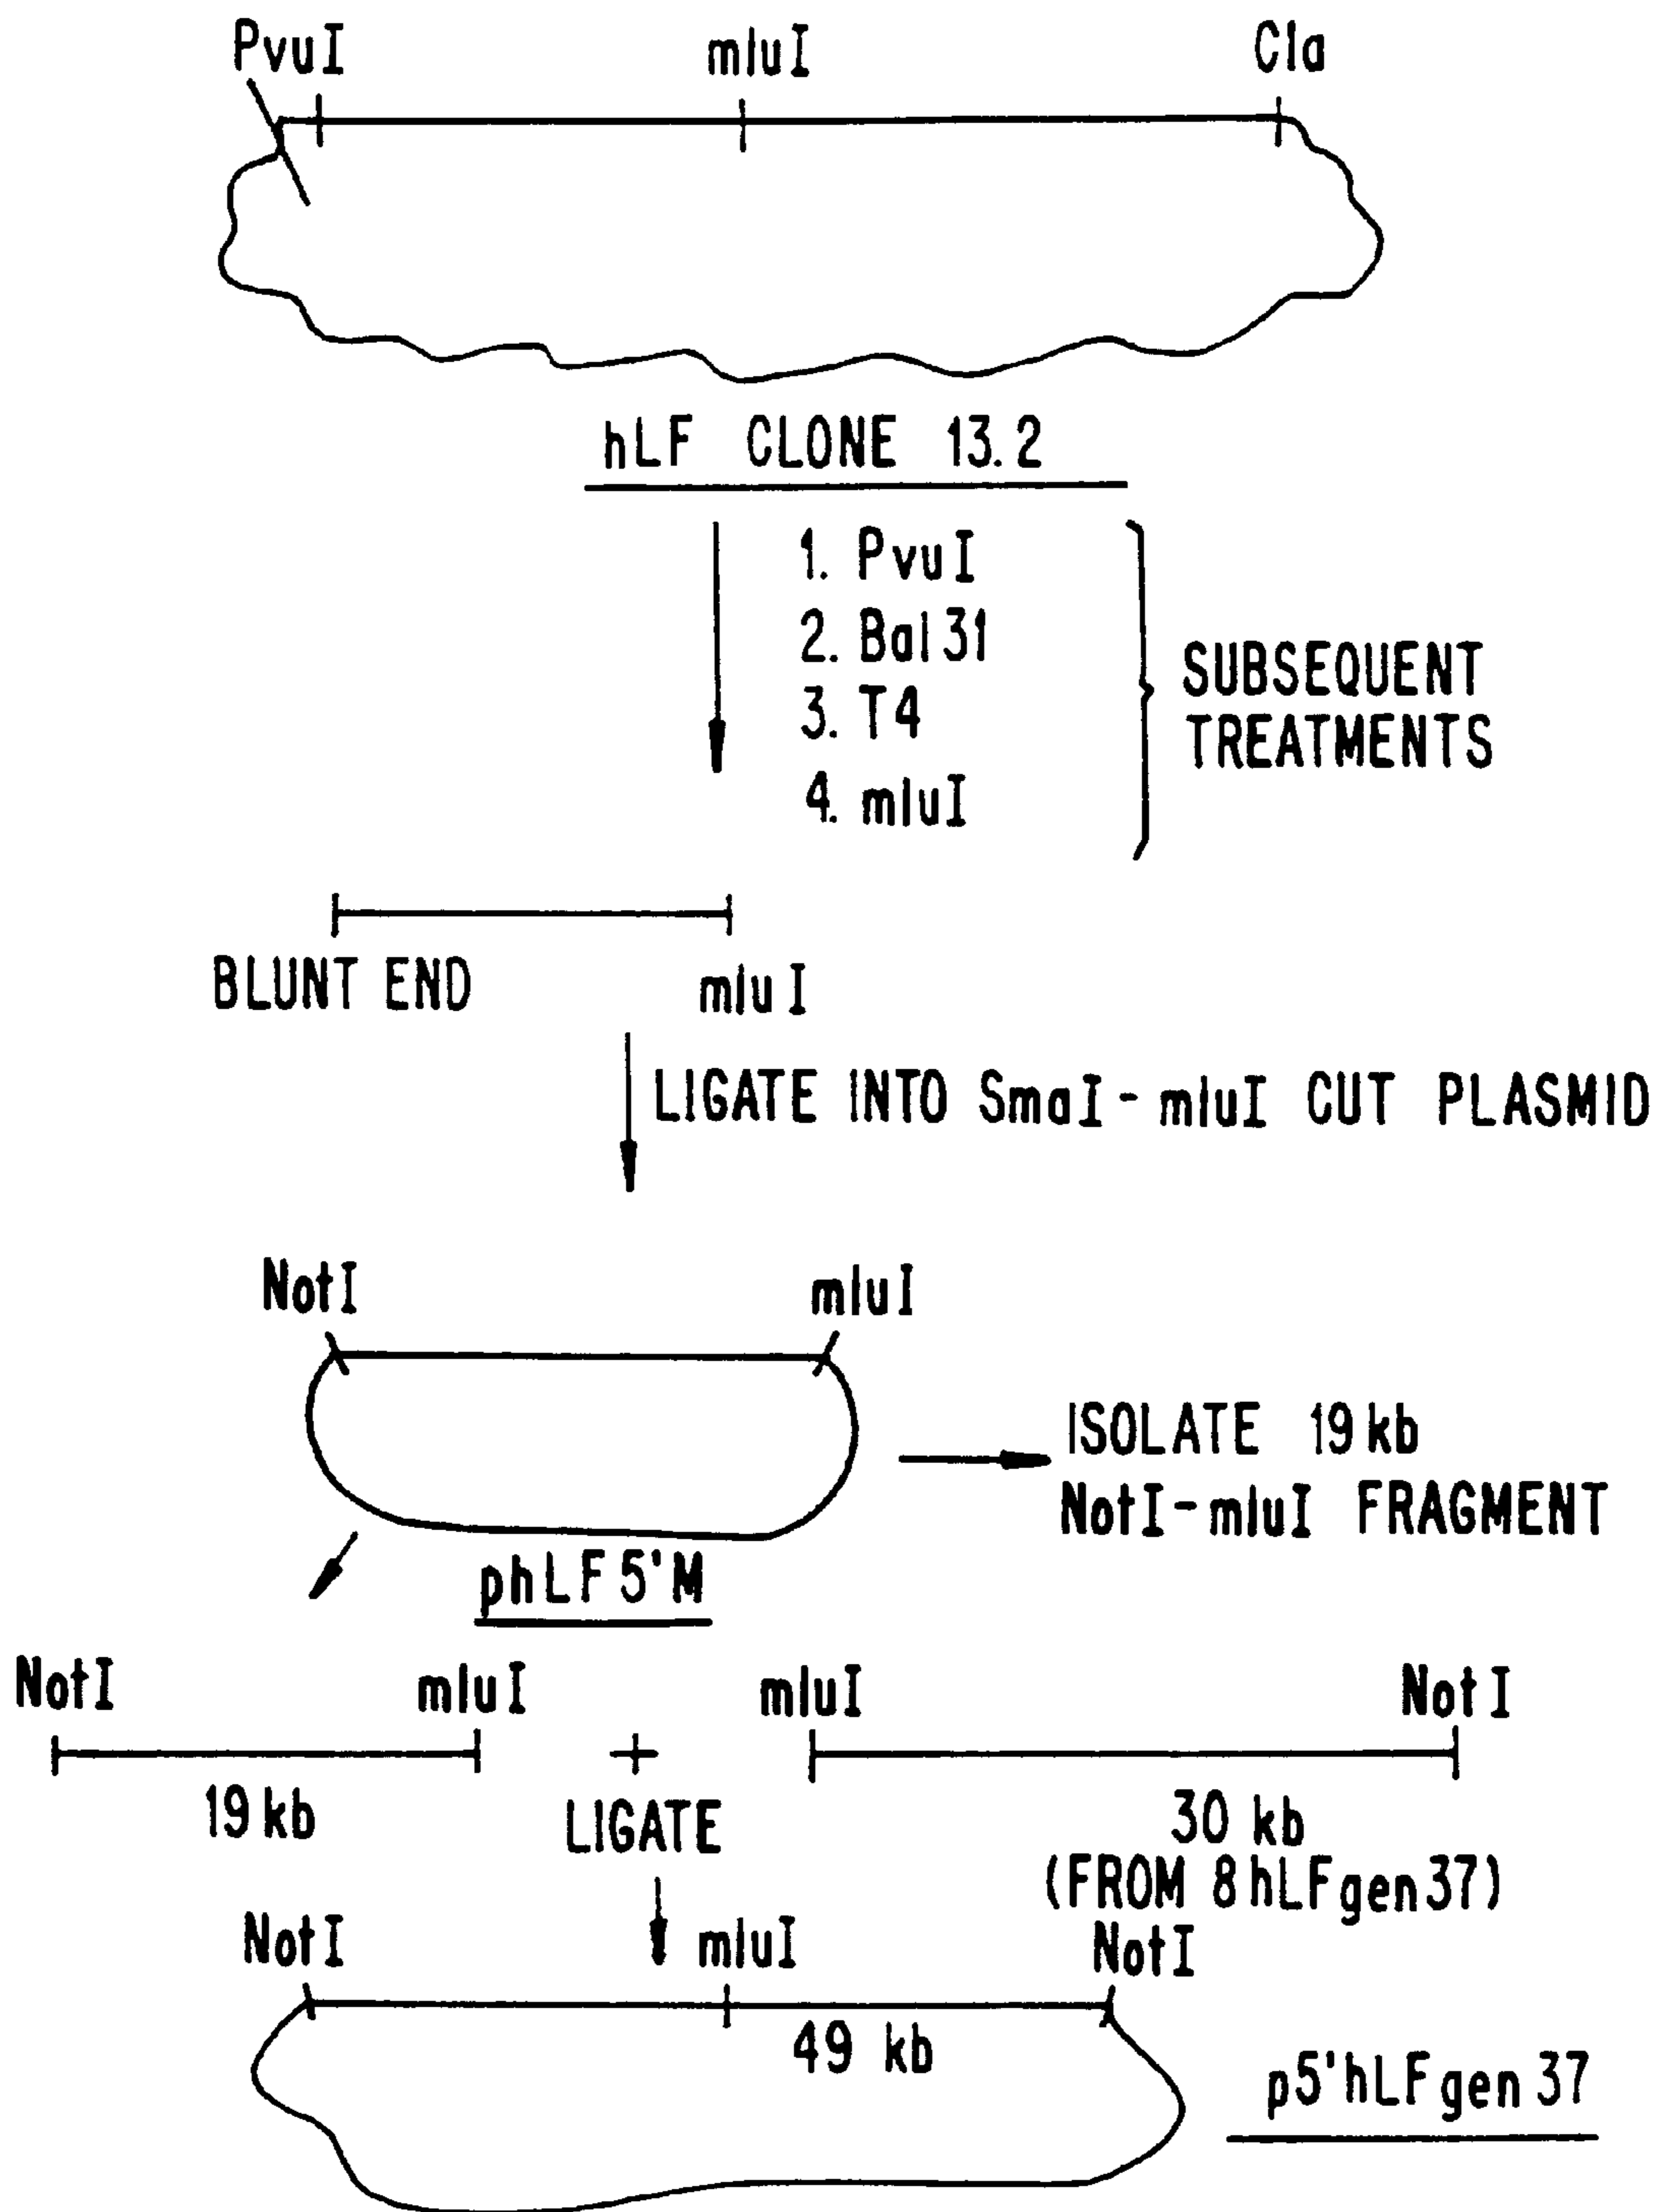 PvuI mluI Cla
hLF CLONE 13.2
1. PvuI
2. Bal 31
3. T4
4. mluI
SUBSEQUENT
TREATMENTS
BLUNT END mluI
LIGATE INTO SmaI - mluI CUT PLASMID
NotI mluI
ISOLATE 19 kb
NotI-mluI FRAGMENT
phLF 5'M
NotI mluI mluI NotI
+
19 kb
LIGATE
30 kb
(FROM 8 hLFgen 37)
NotI mluI NotI
49 kb
p5'hLFgen 37